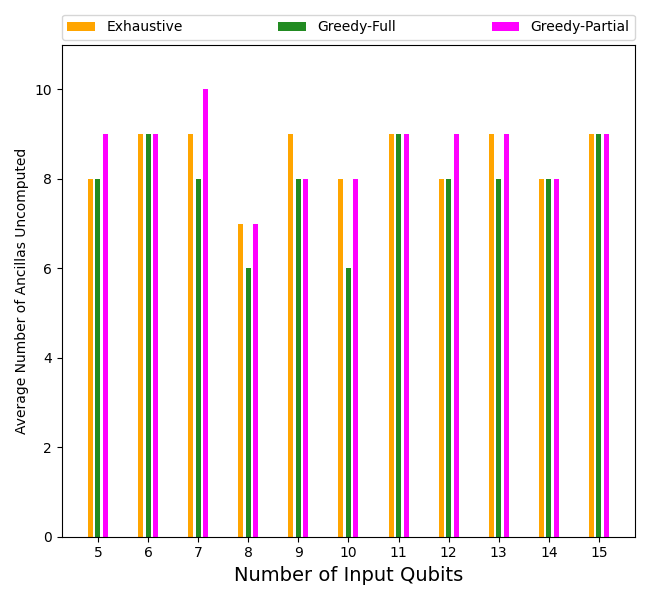 Exhaustive Greedy-Full Greedy-Partial
Average Number of Ancillas Uncomputed
10
8
6
4
2
0
5 6 7 8 9 10 11 12 13 14 15
Number of Input Qubits